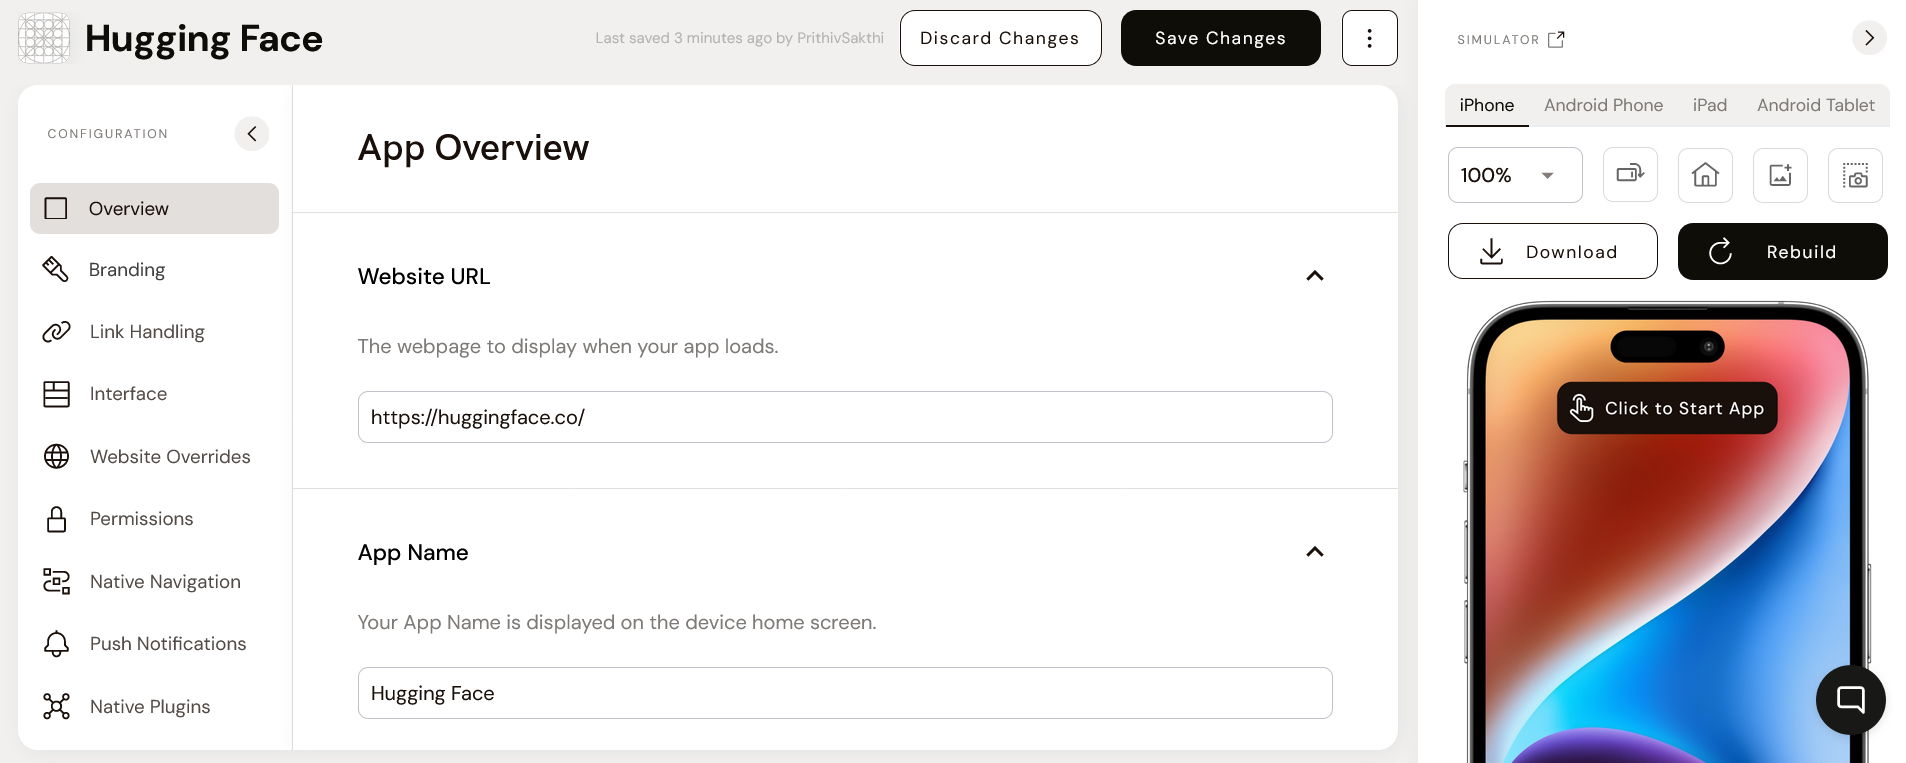 Hugging Face
Last saved 3 minutes ago by PrithivSakthi
Discard Changes
Save Changes
CONFIGURATION
Overview
Branding
Link Handling
Interface
Website Overrides
Permissions
Native Navigation
Push Notifications
Native Plugins
App Overview
Website URL
The webpage to display when your app loads.
https://huggingface.co/
App Name
Your App Name is displayed on the device home screen.
Hugging Face
SIMULATOR
iPhone Android Phone iPad Android Tablet
100%
Download
Rebuild
Click to Start App